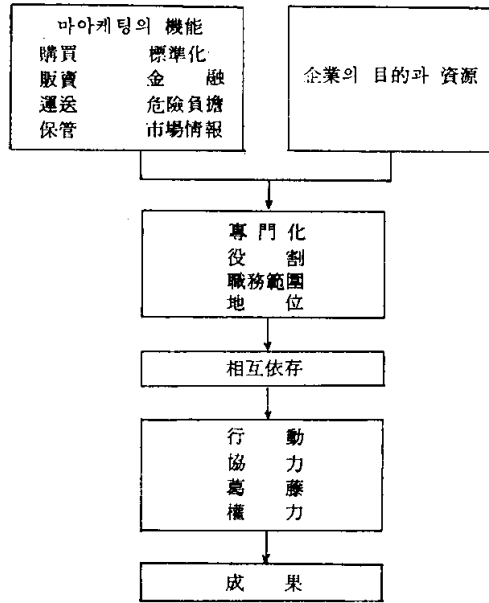 마아케팅의 機能
購買 標準化
販賣 金融
運送 危險負擔
保管 市場情報
企業의 目的과 資源
專門化
役割
職務範圍
地位
相互依存
行動
協力
葛藤
權力
成果